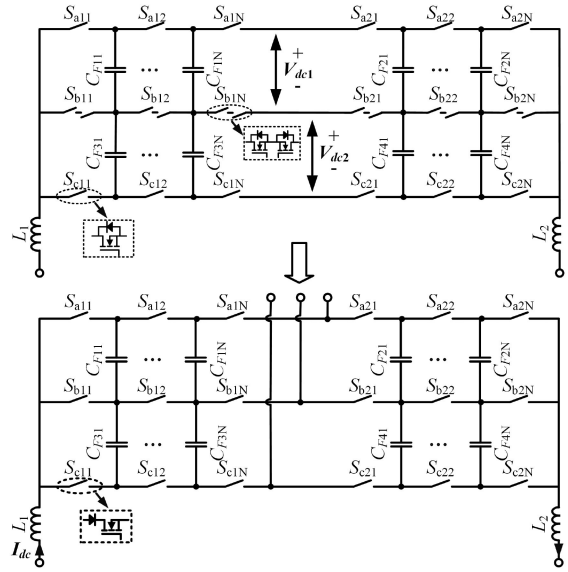 Sa11 Sa12 Sa1N Sa21 Sa22 Sa2N
CF11 ... CF1N + Vdc1 - CF21 ... CF2N
Sb11 Sb12 Sb1N Sb21 Sb22 Sb2N
CF31 ... CF3N + Vdc2 - CF41 ... CF4N
Sc11 Sc12 Sc1N Sc21 Sc22 Sc2N
L1 L2
Sa11 Sa12 Sa1N Sa21 Sa22 Sa2N
CF11 ... CF1N CF21 ... CF2N
Sb11 Sb12 Sb1N Sb21 Sb22 Sb2N
CF31 ... CF3N CF41 ... CF4N
Sc11 Sc12 Sc1N Sc21 Sc22 Sc2N
L1 L2
Idc